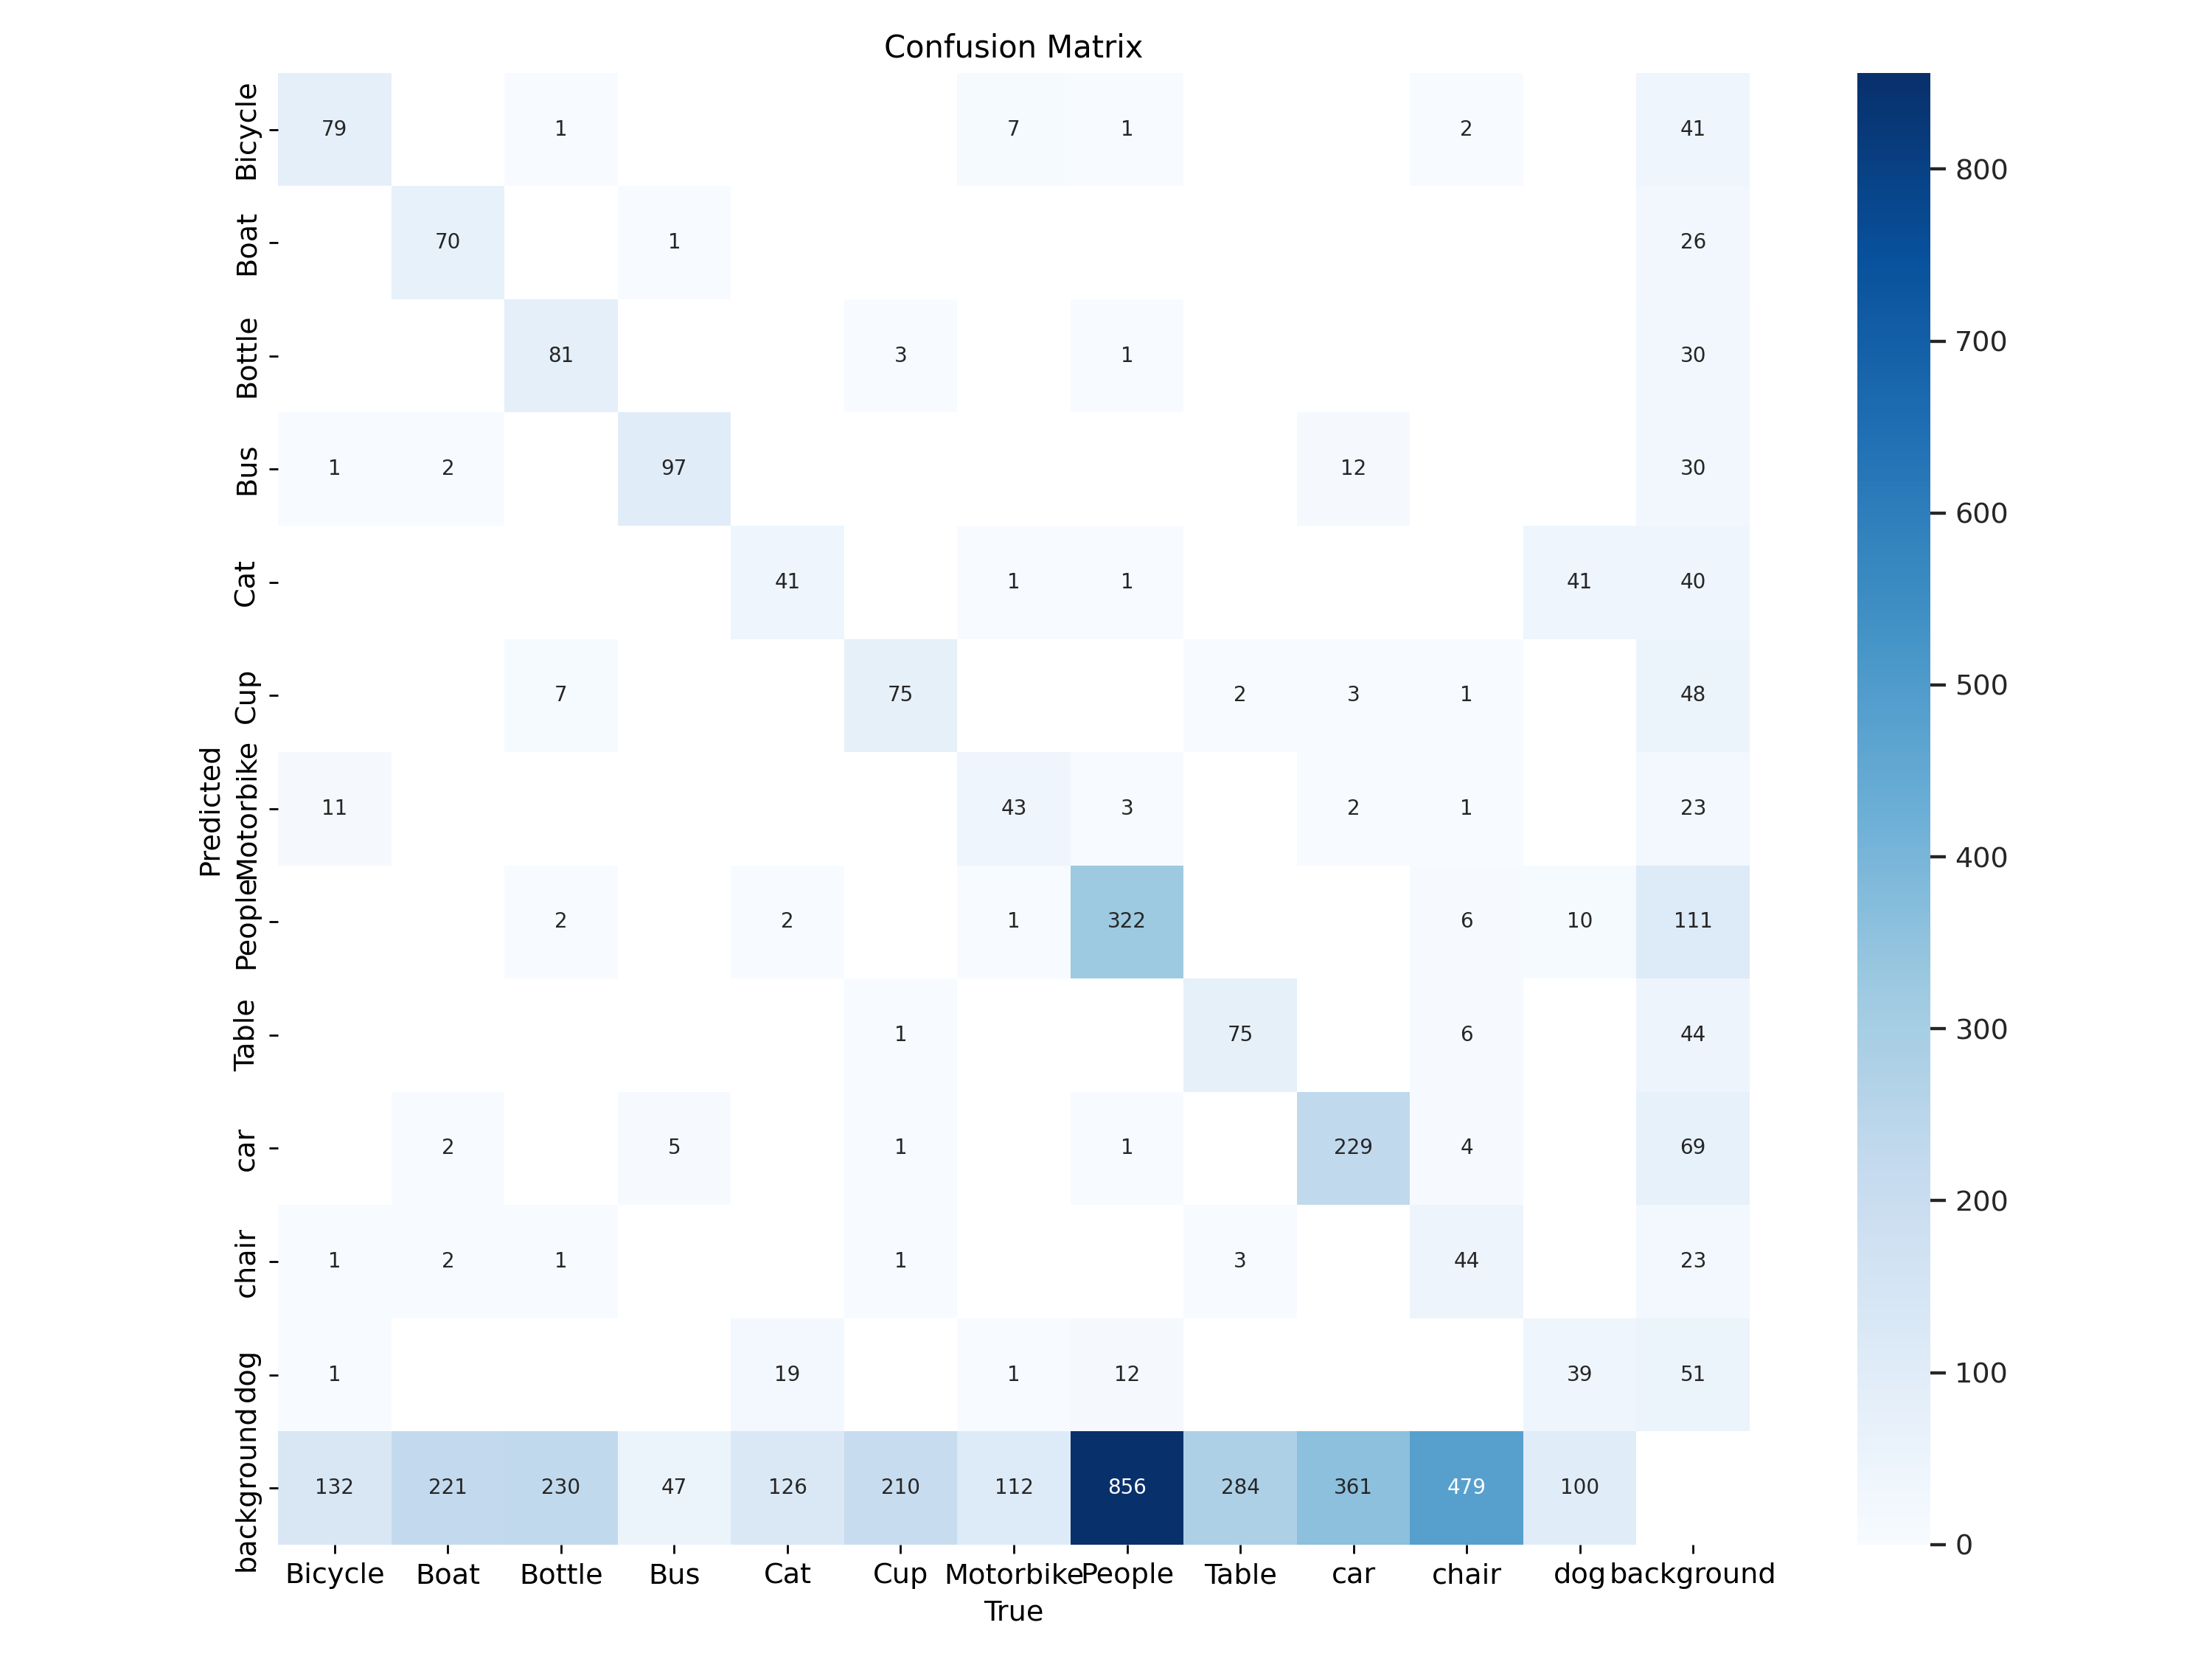 Confusion Matrix
Bicycle 79 1 7 1 2 41
Boat 70 1 26
Bottle 81 3 1 30
Bus 1 2 97 12 30
Cat 41 1 1 41 40
Cup 7 75 2 3 1 48
Motorbike 11 43 3 2 1 23
People 2 2 1 322 6 10 111
Table 1 75 6 44
car 2 5 1 1 229 4 69
chair 1 2 1 1 3 44 23
dog 1 19 1 12 39 51
background 132 221 230 47 126 210 112 856 284 361 479 100
Bicycle Boat Bottle Bus Cat Cup Motorbike People Table car chair dog background
True
Predicted
800
700
600
500
400
300
200
100
0